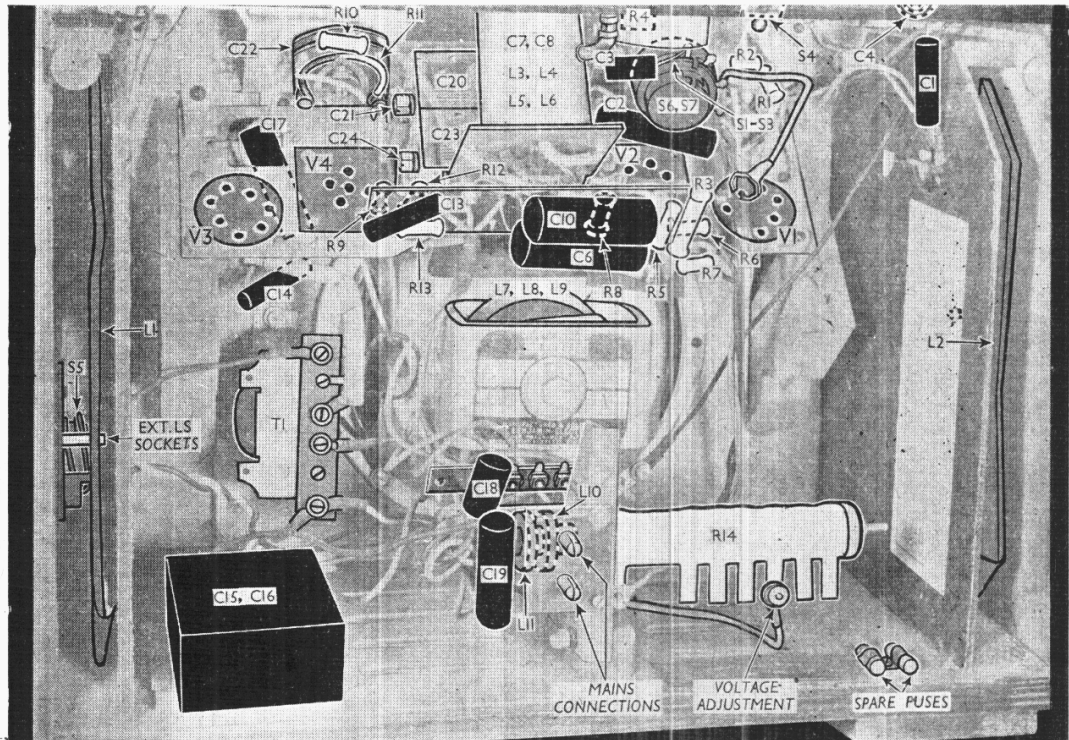 R10
R11
C22
C7, C8
R4
S4
C4
C3
R2
C1
C20
L3, L4
R1
L5, L6
S6, S7
C21
C2
S1-S3
C17
C23
C24
V2
V4
R12
R3
C13
C10
V3
V1
R9
C6
R6
R13
R8
R5
R7
C14
L7, L8, L9
L1
L2
S5
T1
EXT. LS
SOCKETS
C18
L10
R14
C19
C15, C16
L11
MAINS
CONNECTIONS
VOLTAGE
ADJUSTMENT
SPARE PUSES